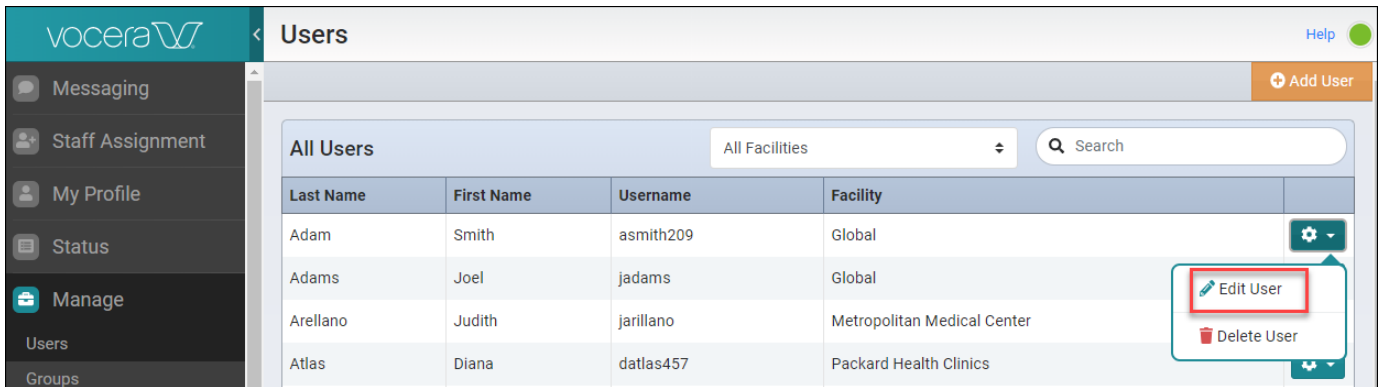 vocera
Users
Help
Messaging
Add User
Staff Assignment
All Users
All Facilities
Search
My Profile
Last Name First Name Username Facility
Adam Smith asmith209 Global
Status
Adams Joel jadams Global
Edit User
Manage
Arellano Judith jarillano Metropolitan Medical Center
Delete User
Users
Atlas Diana datlas457 Packard Health Clinics
Groups